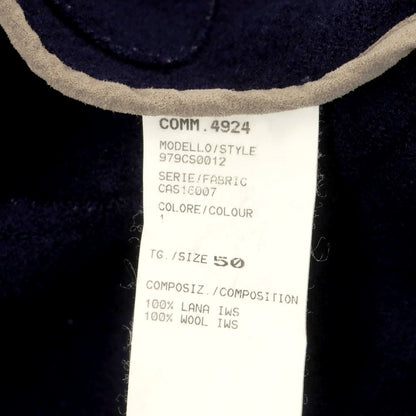 COMM.4924
MODELLO/STYLE
979CS0012
SERIE/FABRIC
CAS16007
COLORE/COLOUR
1
TG./SIZE 50
COMPOSIZ./COMPOSITION
100% LANA IWS
100% WOOL IWS